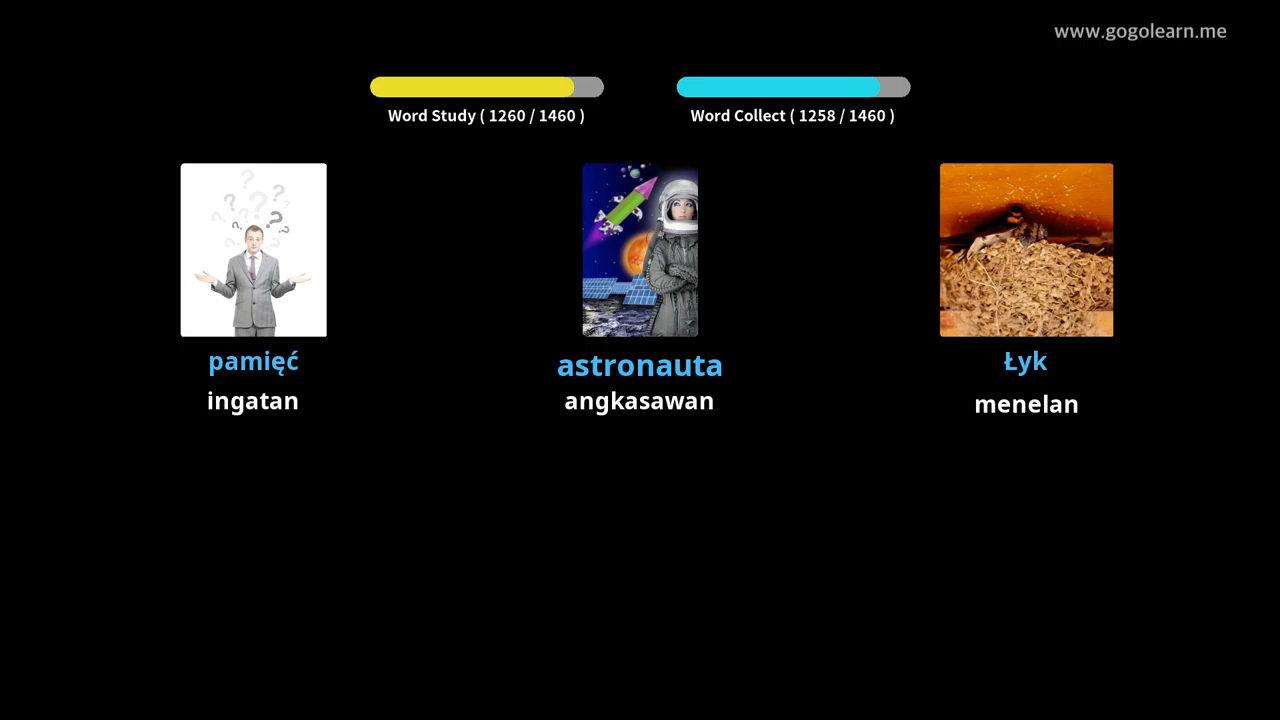 www.gogolearn.me
Word Study ( 1260 / 1460 )
Word Collect ( 1258 / 1460 )
pamięć
astronauta
Łyk
ingatan
angkasawan
menelan